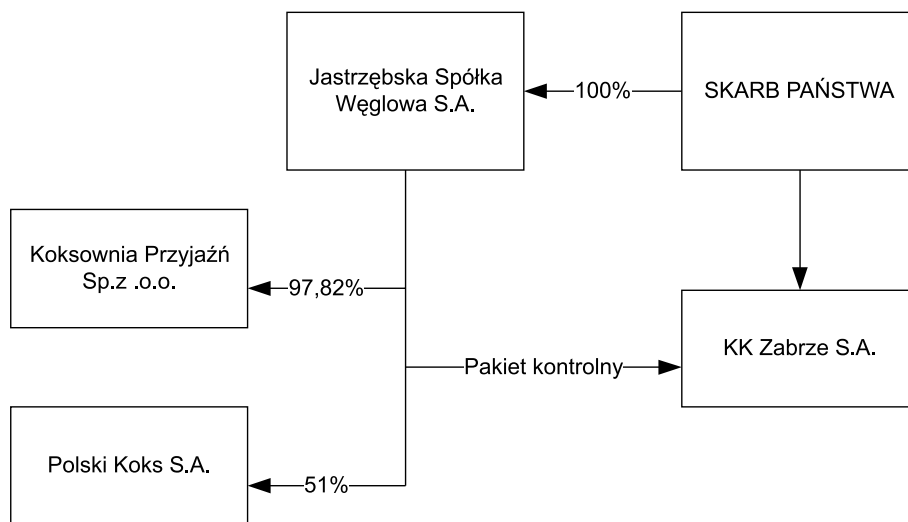 Jastrzębska Spółka
Węglowa S.A.
100%
SKARB PAŃSTWA
Koksownia Przyjaźń
Sp.z .o.o.
97,82%
KK Zabrze S.A.
Pakiet kontrolny
Polski Koks S.A.
51%